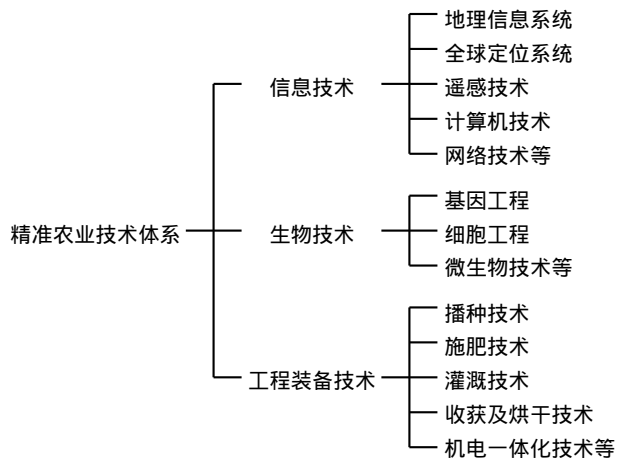 精准农业技术体系
信息技术
地理信息系统
全球定位系统
遥感技术
计算机技术
网络技术等
生物技术
基因工程
细胞工程
微生物技术等
工程装备技术
播种技术
施肥技术
灌溉技术
收获及烘干技术
机电一体化技术等